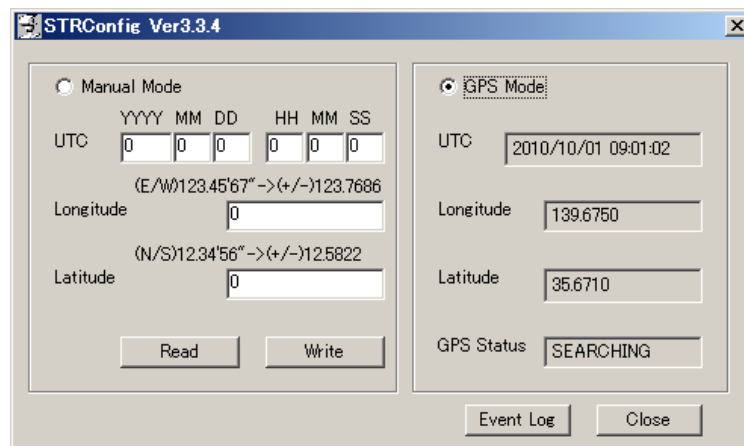 STRConfig Ver3.3.4
Manual Mode
YYYY MM DD HH MM SS
UTC 0 0 0 0 0 0
(E/W)123.45'67"->(+/-)123.7686
Longitude 0
(N/S)12.34'56"->(+/-)12.5822
Latitude 0
Read Write
GPS Mode
UTC 2010/10/01 09:01:02
Longitude 139.6750
Latitude 35.6710
GPS Status SEARCHING
Event Log Close